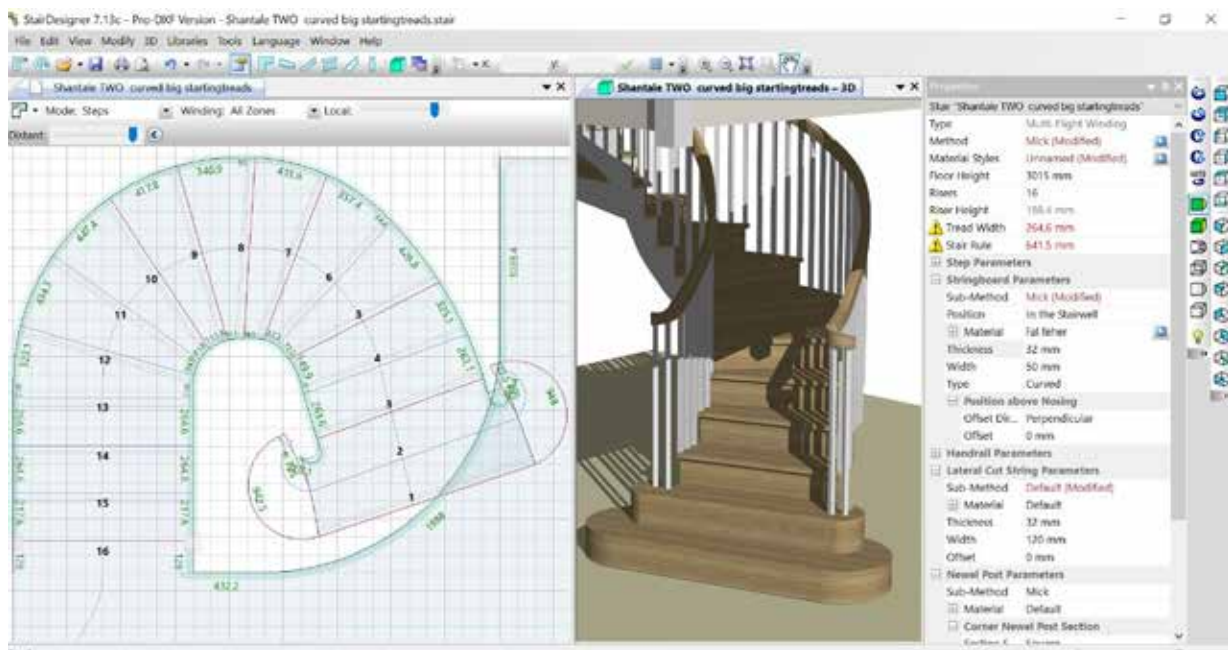 StairDesigner 7.13c - Pro-DXF Version - Shantale TWO curved big startingtreads.stair
File Edit View Modify 3D Libraries Tools Language Window Help
x: y:
Shantale TWO curved big startingtreads
Mode: Steps Winding: All Zones Local:
Distant:
340.9
417.8
447.4
322.1
432.2
1
2
3
4
5
6
7
8
9
10
11
12
13
14
15
16
Shantale TWO curved big startingtreads - 3D
Properties
Stair "Shantale TWO curved big startingtreads"
Type Multi Flight Winding
Method Mick (Modified)
Material Styles Unnamed (Modified)
Floor Height 3015 mm
Risers 16
Riser Height 188.4 mm
Tread Width 264.6 mm
Stair Rule 641.5 mm
Step Parameters
Stringboard Parameters
Sub-Method Mick (Modified)
Position In the Stairwell
Material Fal feher
Thickness 32 mm
Width 50 mm
Type Curved
Position above Nosing
Offset Dir... Perpendicular
Offset 0 mm
Handrail Parameters
Lateral Cut String Parameters
Sub-Method Default (Modified)
Material Default
Thickness 32 mm
Width 120 mm
Offset 0 mm
Newel Post Parameters
Sub-Method Mick
Material Default
Corner Newel Post Section